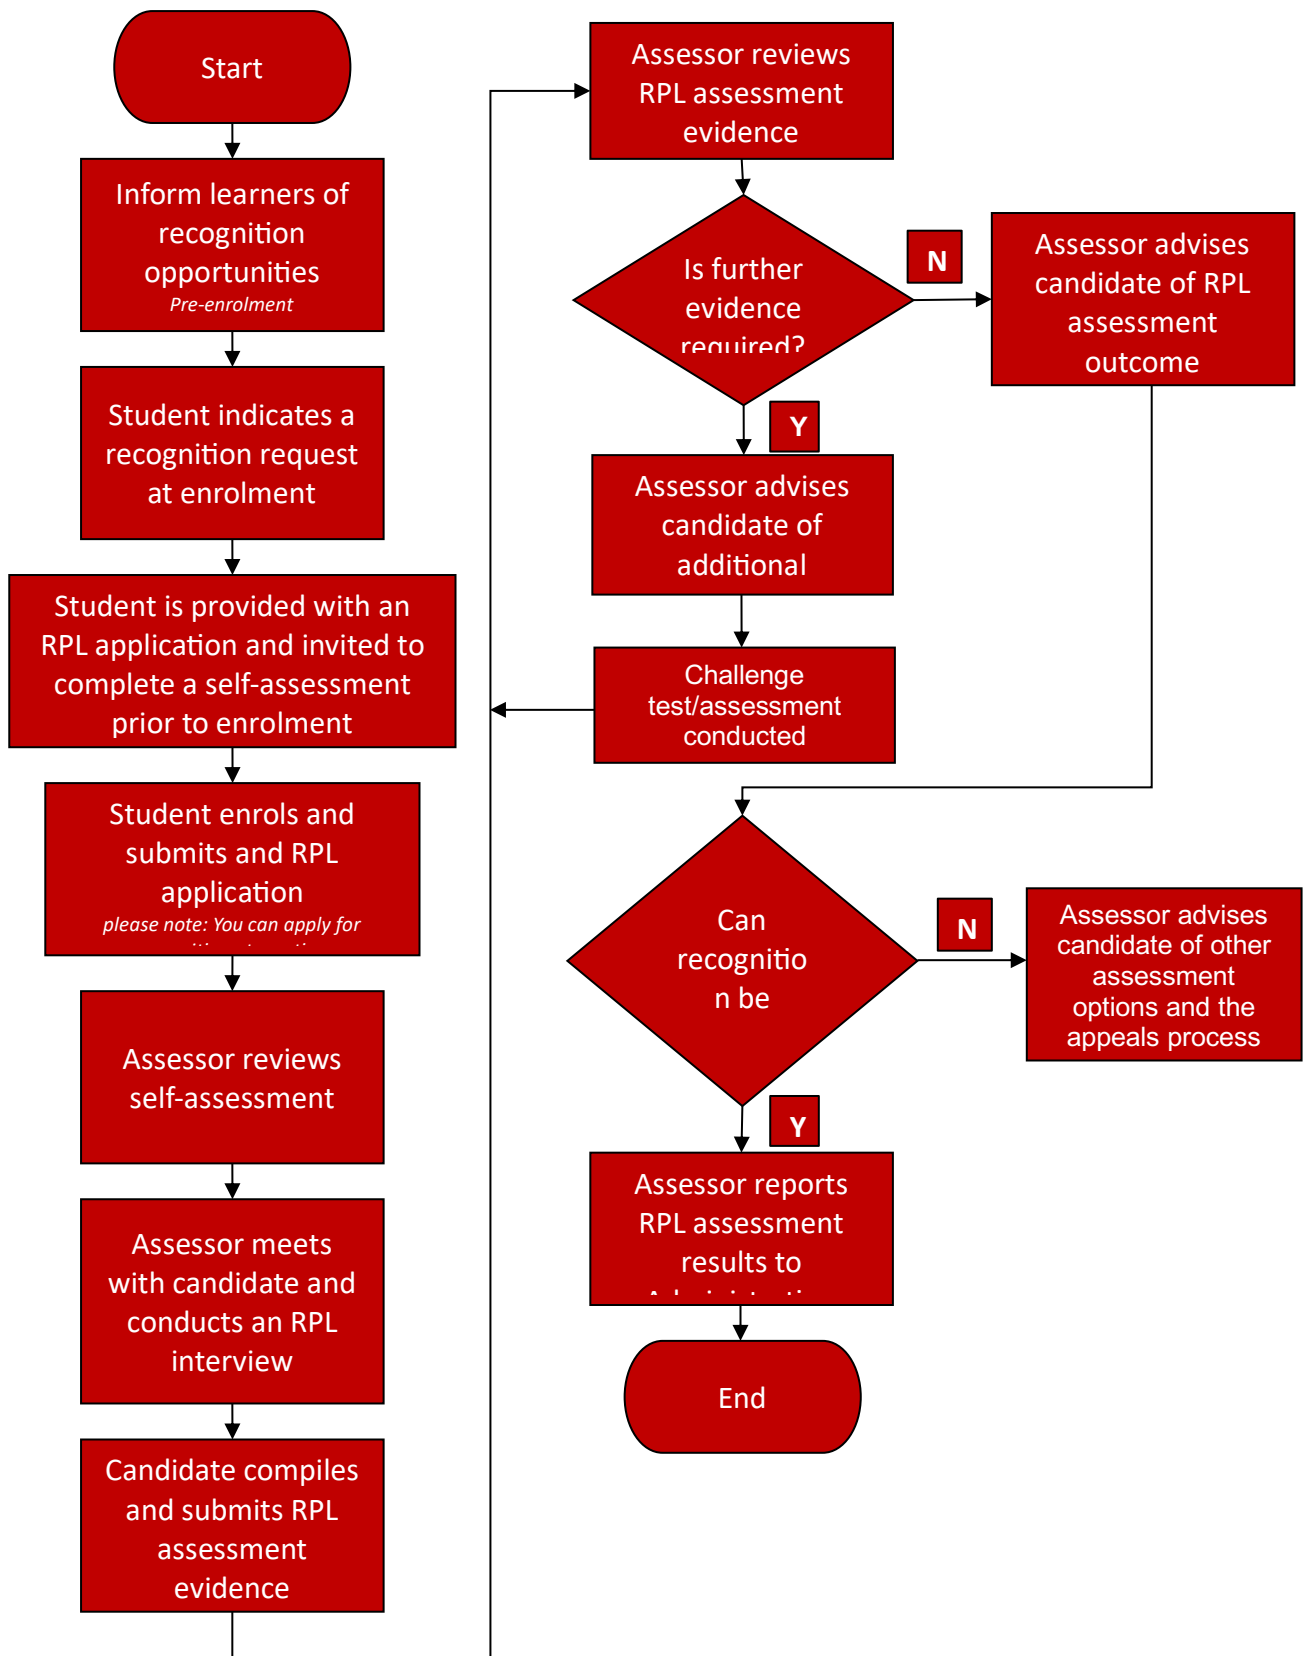 Start
Inform learners of
recognition
opportunities
Pre-enrolment
Student indicates a
recognition request
at enrolment
Student is provided with an
RPL application and invited to
complete a self-assessment
prior to enrolment
Student enrols and
submits and RPL
application
please note: You can apply for
Assessor reviews
self-assessment
Assessor meets
with candidate and
conducts an RPL
interview
Candidate compiles
and submits RPL
assessment
evidence
Assessor reviews
RPL assessment
evidence
Is further
evidence
required?
N
Assessor advises
candidate of RPL
assessment
outcome
Y
Assessor advises
candidate of
additional
Challenge
test/assessment
conducted
Can
recognitio
n be
N
Assessor advises
candidate of other
assessment
options and the
appeals process
Y
Assessor reports
RPL assessment
results to
End